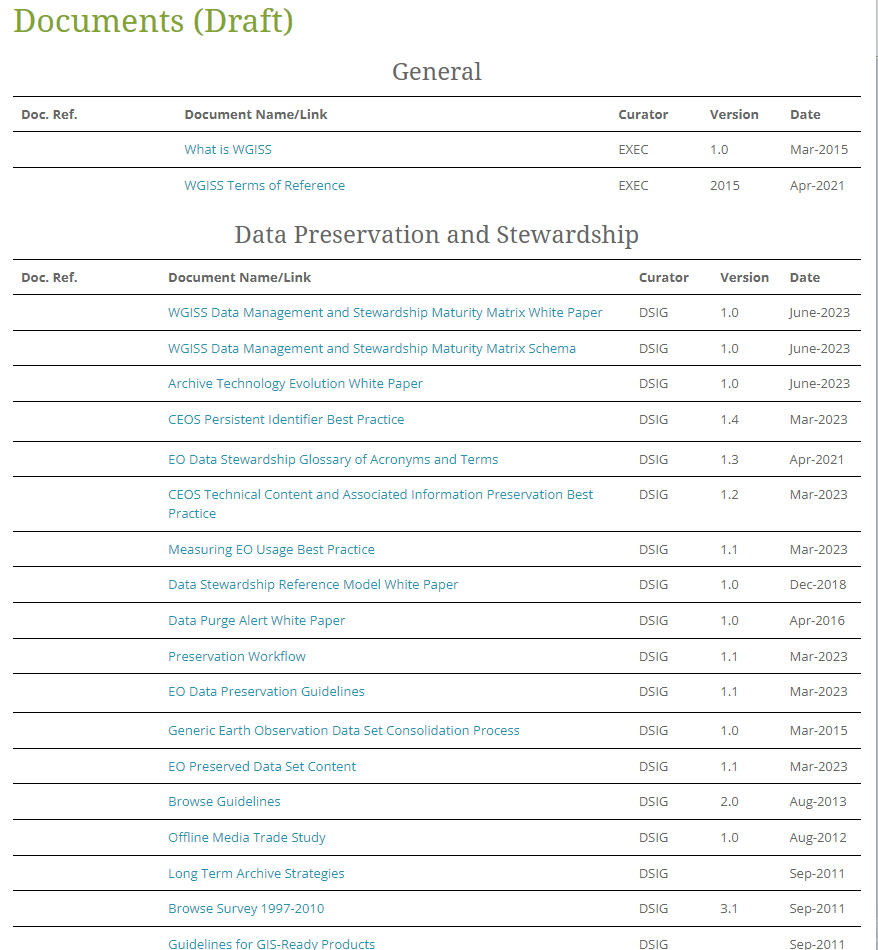 Documents (Draft)
General
Doc. Ref. Document Name/Link Curator Version Date
What is WGISS EXEC 1.0 Mar-2015
WGISS Terms of Reference EXEC 2015 Apr-2021
Data Preservation and Stewardship
Doc. Ref. Document Name/Link Curator Version Date
WGISS Data Management and Stewardship Maturity Matrix White Paper DSIG 1.0 June-2023
WGISS Data Management and Stewardship Maturity Matrix Schema DSIG 1.0 June-2023
Archive Technology Evolution White Paper DSIG 1.0 June-2023
CEOS Persistent Identifier Best Practice DSIG 1.4 Mar-2023
EO Data Stewardship Glossary of Acronyms and Terms DSIG 1.3 Apr-2021
CEOS Technical Content and Associated Information Preservation Best DSIG 1.2 Mar-2023
Practice
Measuring EO Usage Best Practice DSIG 1.1 Mar-2023
Data Stewardship Reference Model White Paper DSIG 1.0 Dec-2018
Data Purge Alert White Paper DSIG 1.0 Apr-2016
Preservation Workflow DSIG 1.1 Mar-2023
EO Data Preservation Guidelines DSIG 1.1 Mar-2023
Generic Earth Observation Data Set Consolidation Process DSIG 1.0 Mar-2015
EO Preserved Data Set Content DSIG 1.1 Mar-2023
Browse Guidelines DSIG 2.0 Aug-2013
Offline Media Trade Study DSIG 1.0 Aug-2012
Long Term Archive Strategies DSIG Sep-2011
Browse Survey 1997-2010 DSIG 3.1 Sep-2011
Guidelines for GIS-Ready Products DSIG Sep-2011